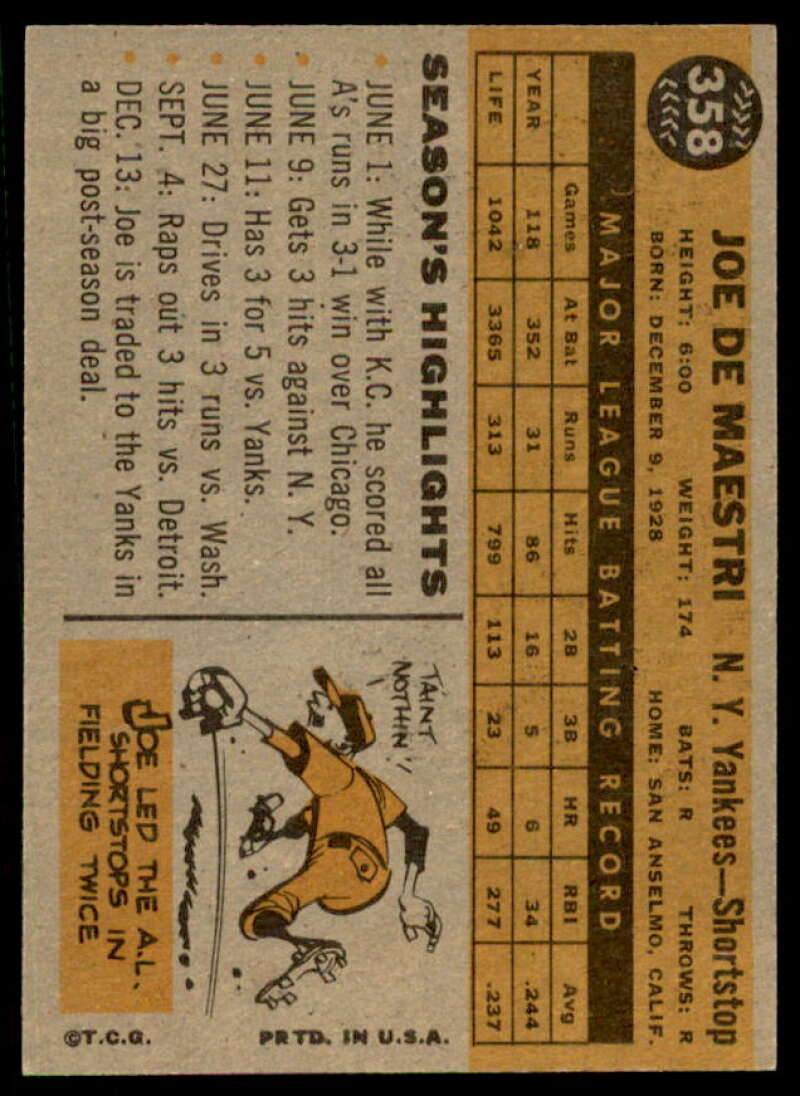 358
JOE DE MAESTRI N. Y. Yankees—Shortstop
HEIGHT: 6:00 WEIGHT: 174 BATS: R THROWS: R
BORN: DECEMBER 9, 1928 HOME: SAN ANSELMO, CALIF.
MAJOR LEAGUE BATTING RECORD
Games At Bat Runs Hits 2B 3B HR RBI Avg
YEAR 118 352 31 86 16 5 6 34 .244
LIFE 1042 3365 313 799 113 23 49 277 .237
SEASON'S HIGHLIGHTS
• JUNE 1: While with K.C. he scored all
A's runs in 3-1 win over Chicago.
• JUNE 9: Gets 3 hits against N. Y.
• JUNE 11: Has 3 for 5 vs. Yanks.
• JUNE 27: Drives in 3 runs vs. Wash.
• SEPT. 4: Raps out 3 hits vs. Detroit.
• DEC. 13: Joe is traded to the Yanks in
a big post-season deal.
'TAINT
NOTHIN'!
JOE LED THE A.L.
SHORTSTOPS IN
FIELDING TWICE
©T.C.G. PRTD. IN U.S.A.